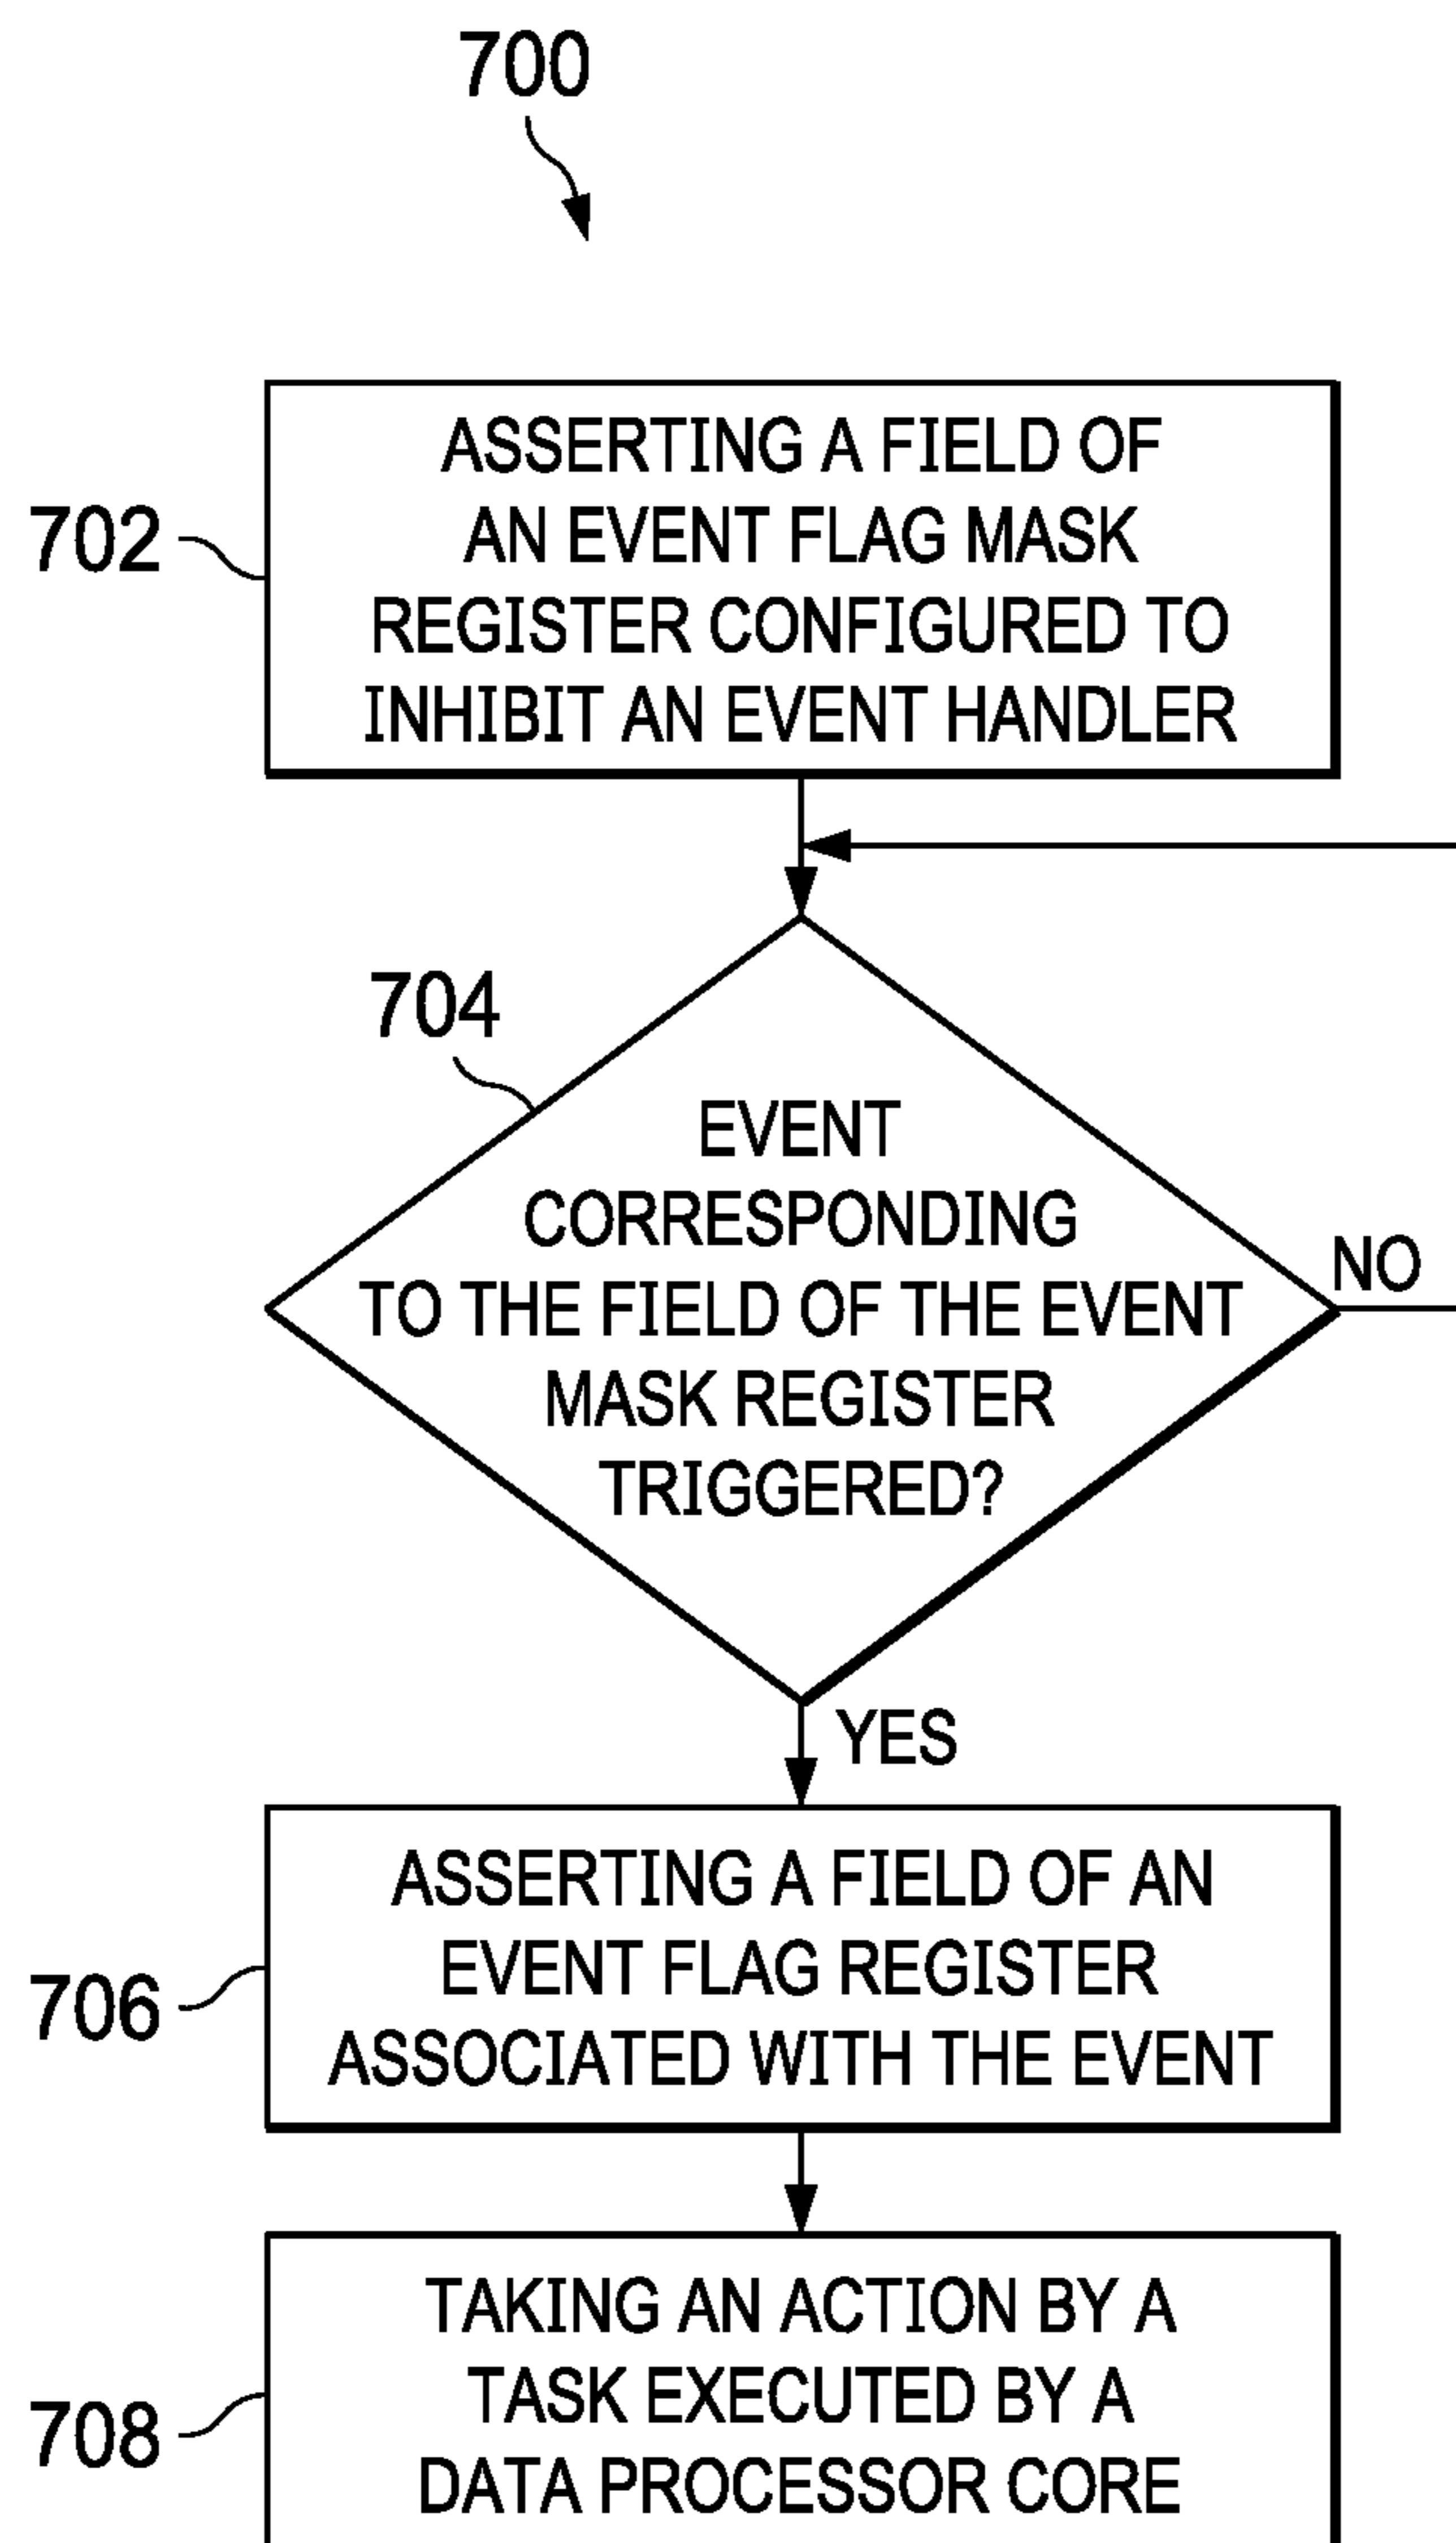 700
702
ASSERTING A FIELD OF
AN EVENT FLAG MASK
REGISTER CONFIGURED TO
INHIBIT AN EVENT HANDLER
704
EVENT
CORRESPONDING
TO THE FIELD OF THE EVENT
MASK REGISTER
TRIGGERED?
NO
YES
706
ASSERTING A FIELD OF AN
EVENT FLAG REGISTER
ASSOCIATED WITH THE EVENT
708
TAKING AN ACTION BY A
TASK EXECUTED BY A
DATA PROCESSOR CORE